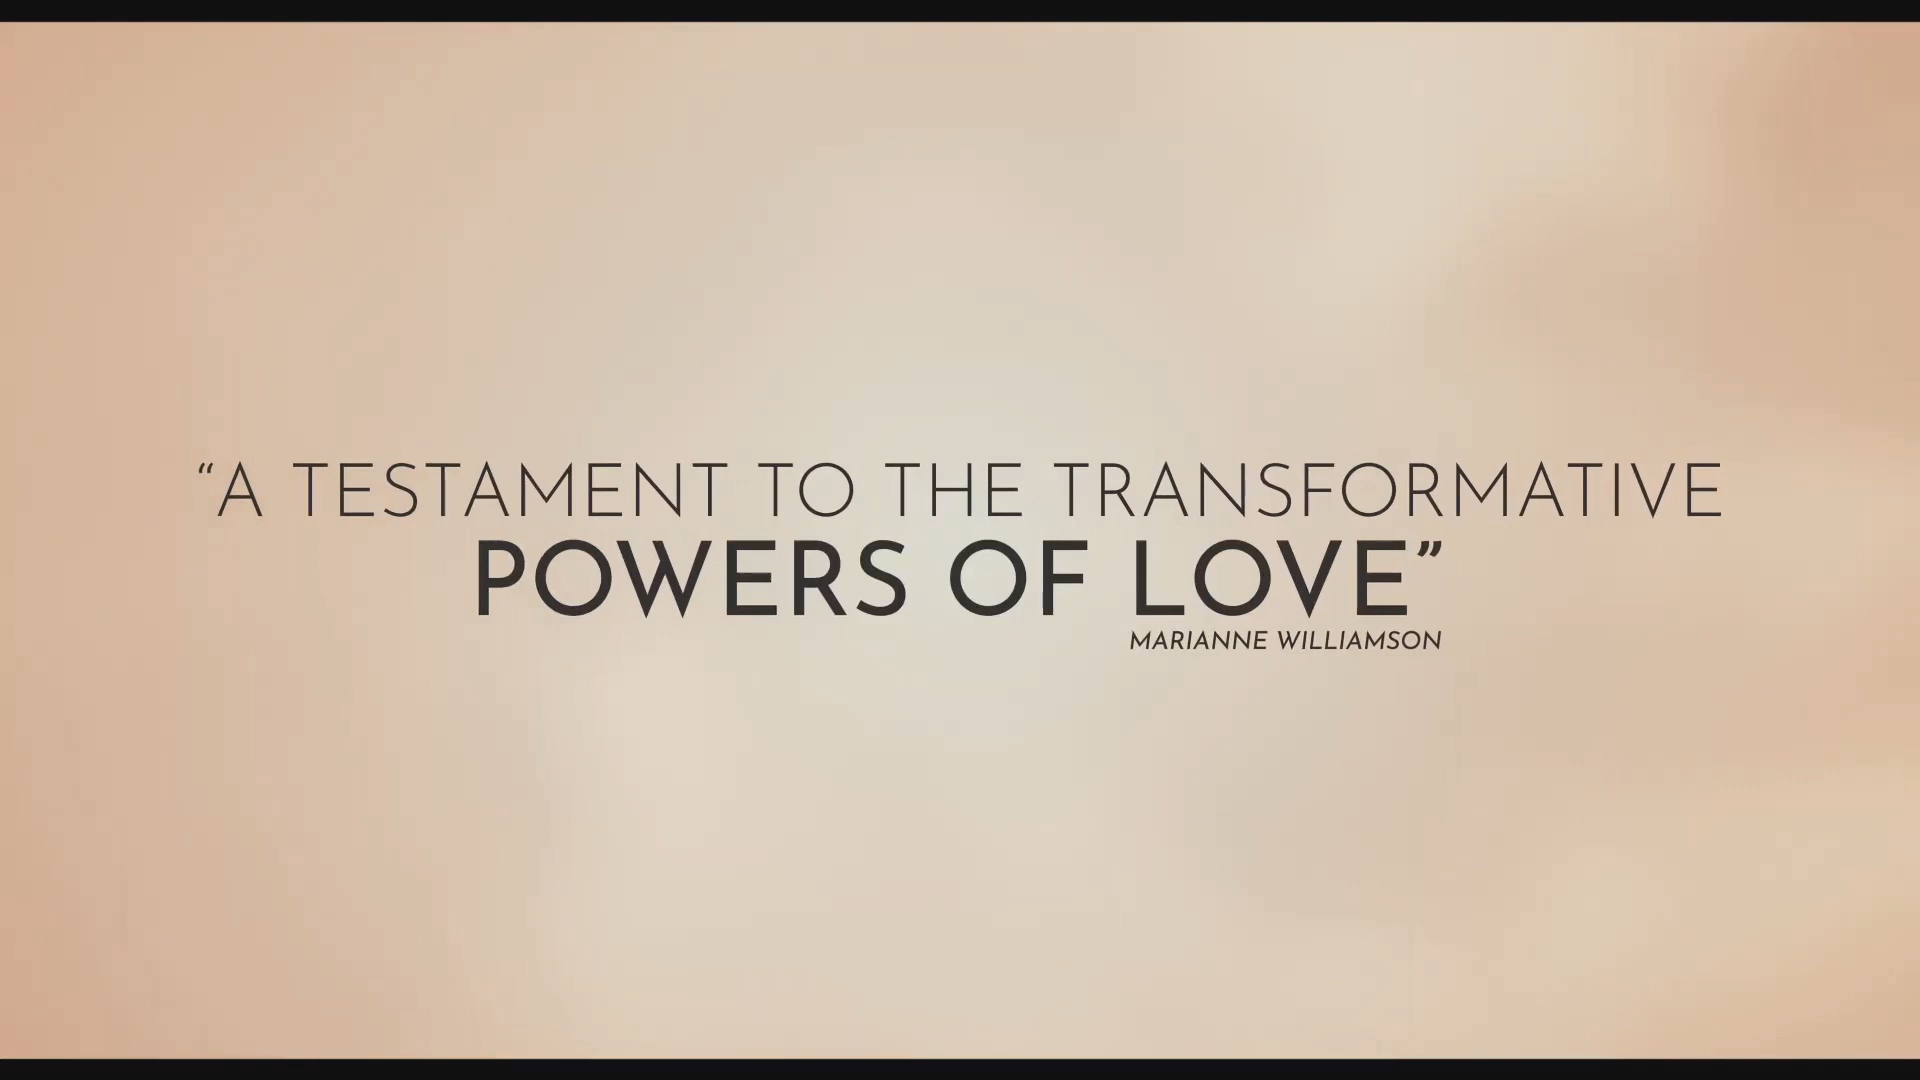 “A TESTAMENT TO THE TRANSFORMATIVE
POWERS OF LOVE”
MARIANNE WILLIAMSON